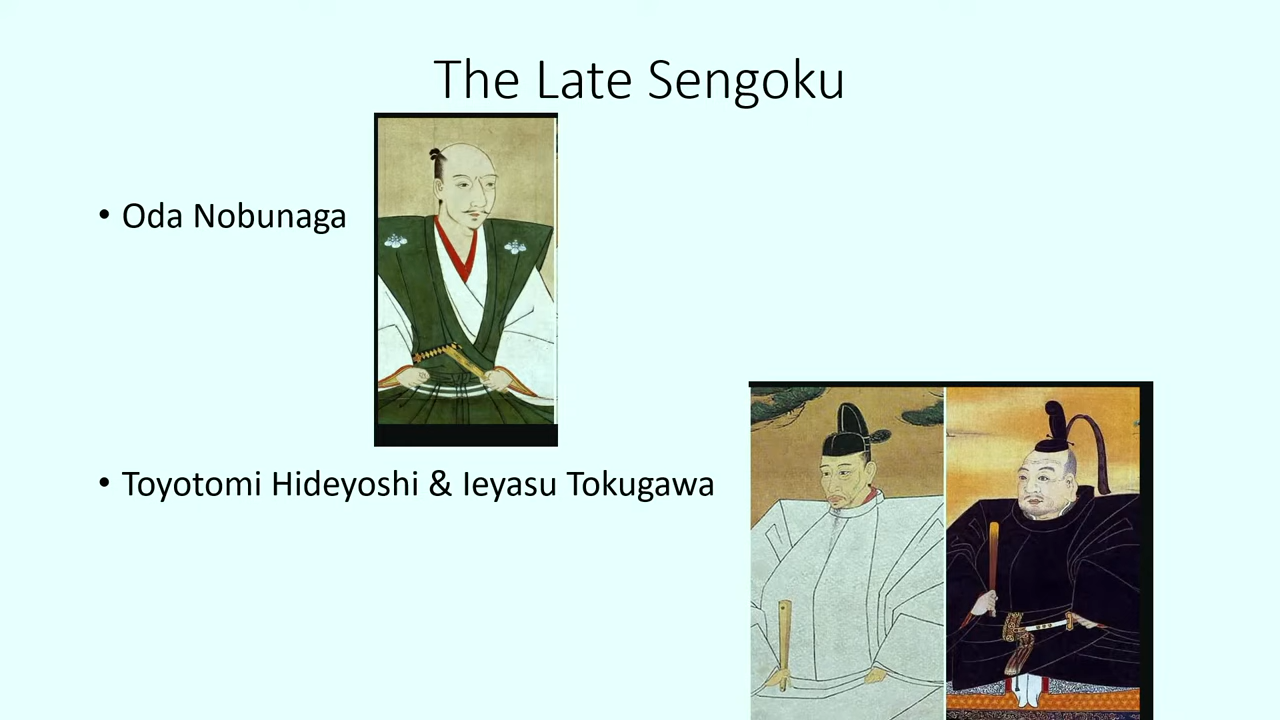 The Late Sengoku
• Oda Nobunaga
• Toyotomi Hideyoshi & Ieyasu Tokugawa